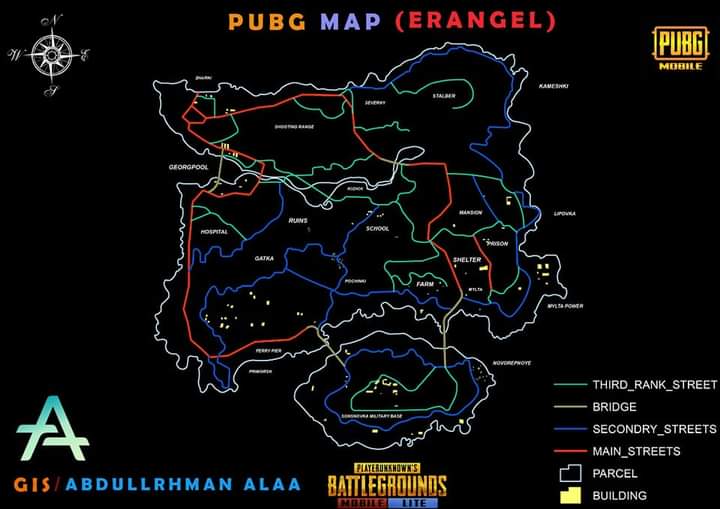 PUBG MAP (ERANGEL)
N
W E
S
PUBG
MOBILE
ZHARKI
SEVERNY
STALBER
KAMESHKI
SHOOTING RANGE
GEORGPOOL
ROZHOK
HOSPITAL
RUINS
SCHOOL
MANSION
LIPOVKA
PRISON
GATKA
SHELTER
POCHINKI
FARM
MYLTA
MYLTA POWER
FERRY PIER
PRIMORSK
NOVOREPNOYE
SOSNOVKA MILITARY BASE
THIRD_RANK_STREET
BRIDGE
SECONDRY_STREETS
MAIN_STREETS
PARCEL
BUILDING
GIS/ABDULLRHMAN ALAA
PLAYERUNKNOWN'S
BATTLEGROUNDS
MOBILE LITE